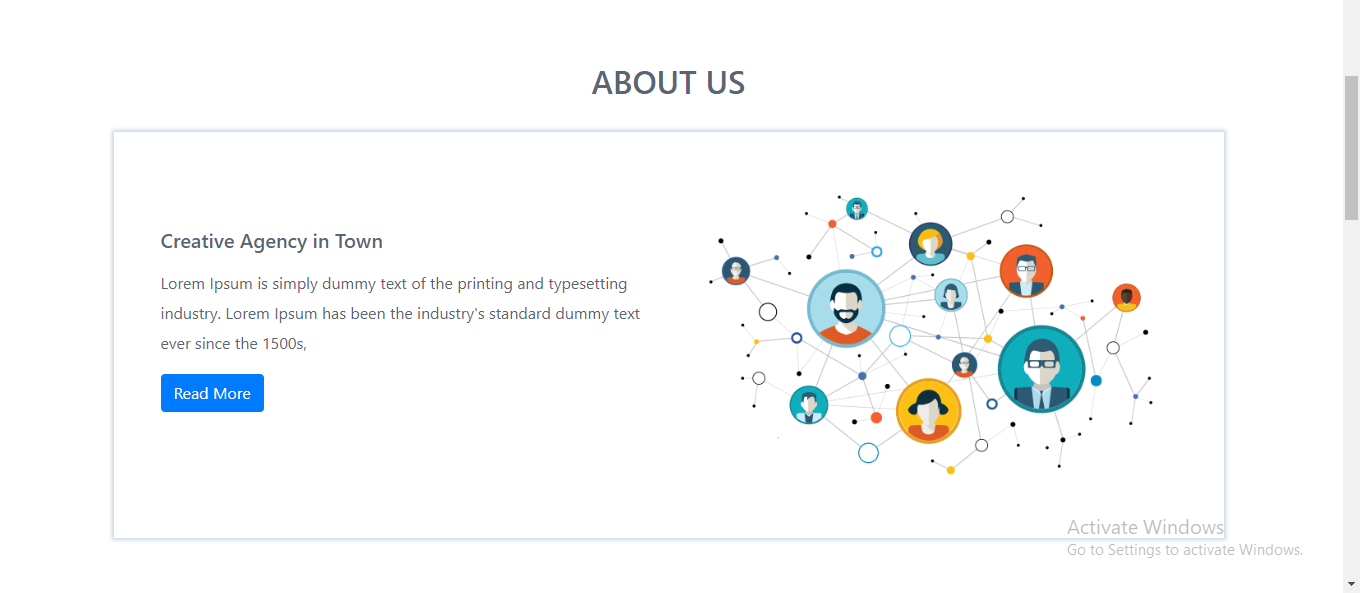 ABOUT US
Creative Agency in Town
Lorem Ipsum is simply dummy text of the printing and typesetting
industry. Lorem Ipsum has been the industry's standard dummy text
ever since the 1500s,
Read More
Activate Windows
Go to Settings to activate Windows.